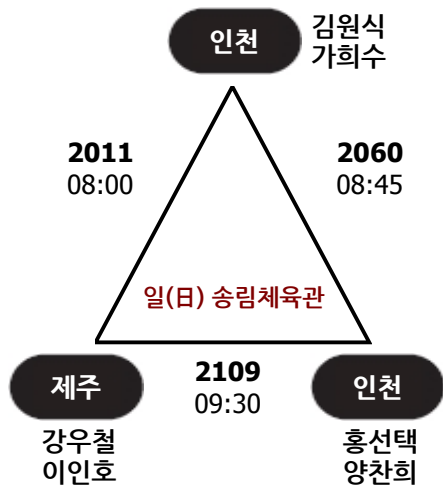 인천
김원식
가희수
2011
08:00
2060
08:45
일(日) 송림체육관
제주
2109
09:30
인천
강우철
이인호
홍선택
양찬희